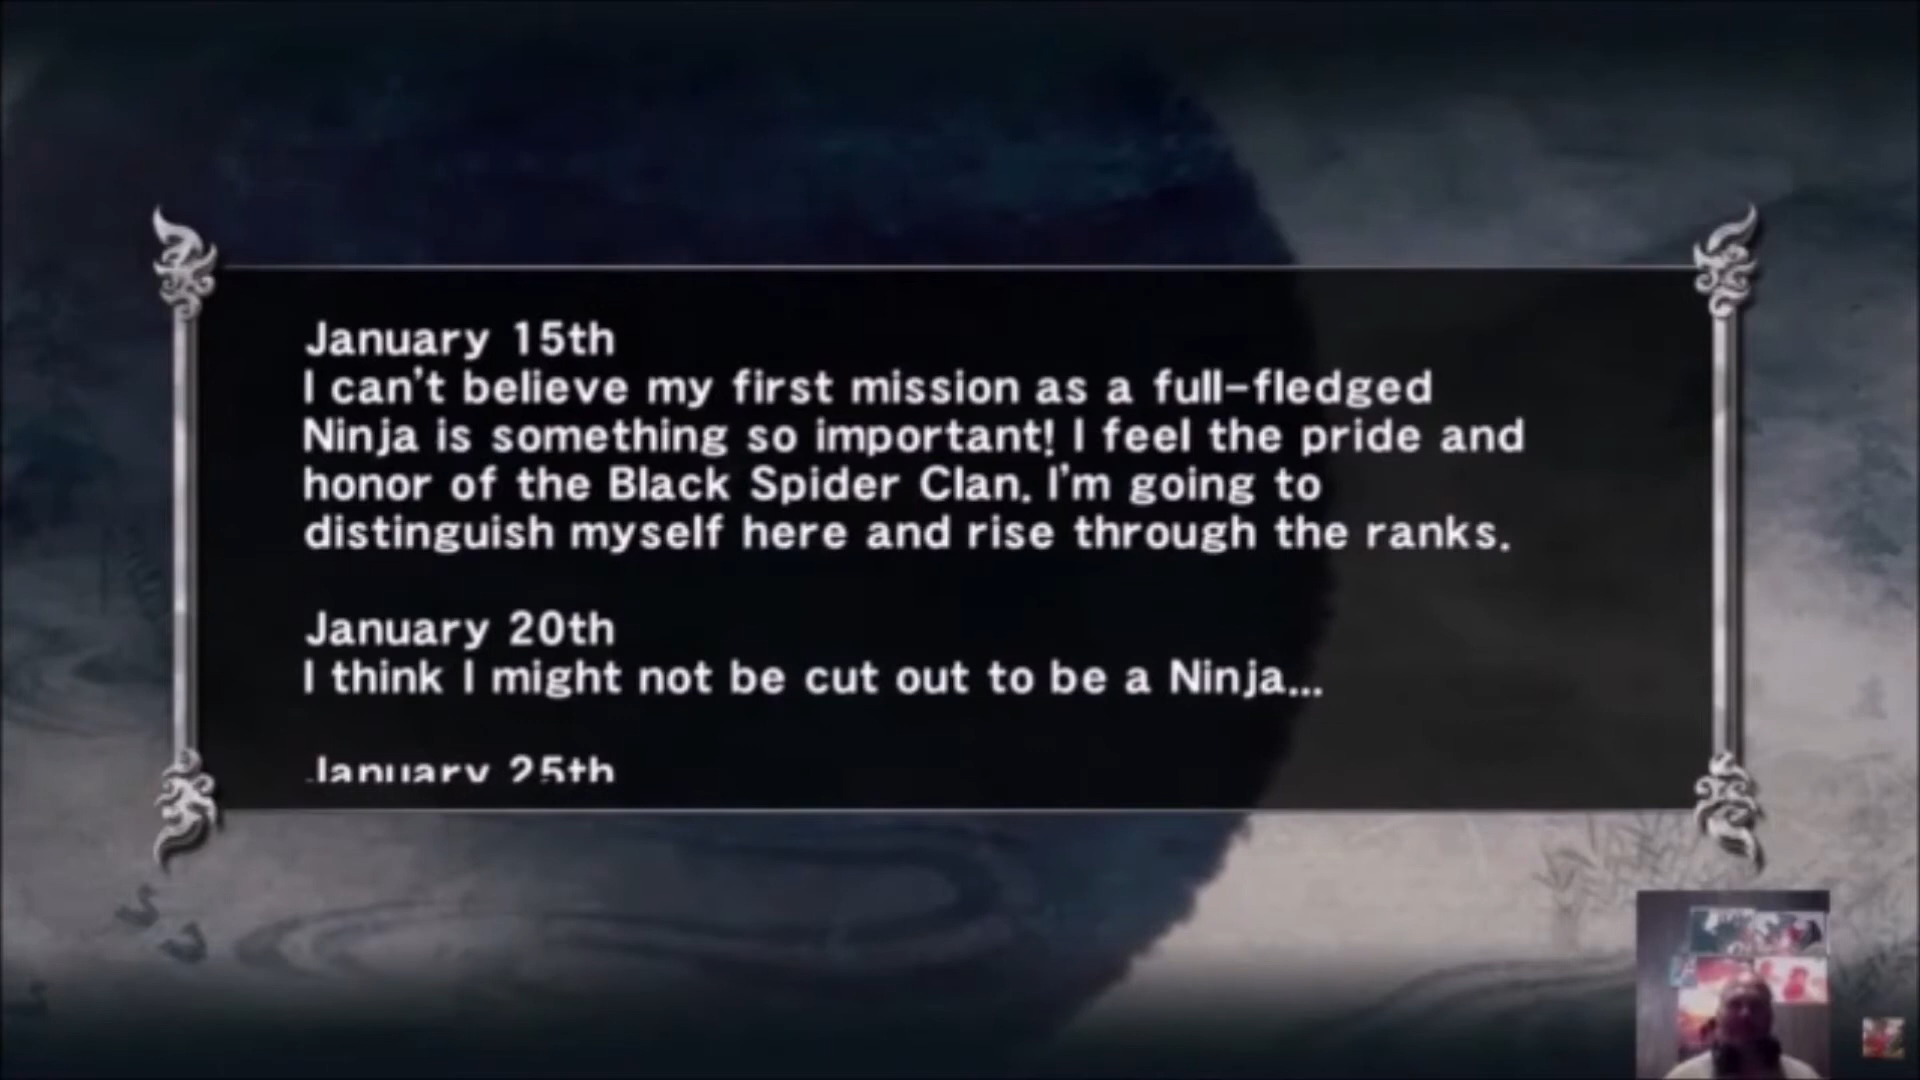 January 15th
I can't believe my first mission as a full-fledged
Ninja is something so important! I feel the pride and
honor of the Black Spider Clan. I'm going to
distinguish myself here and rise through the ranks.
January 20th
I think I might not be cut out to be a Ninja...
January 25th